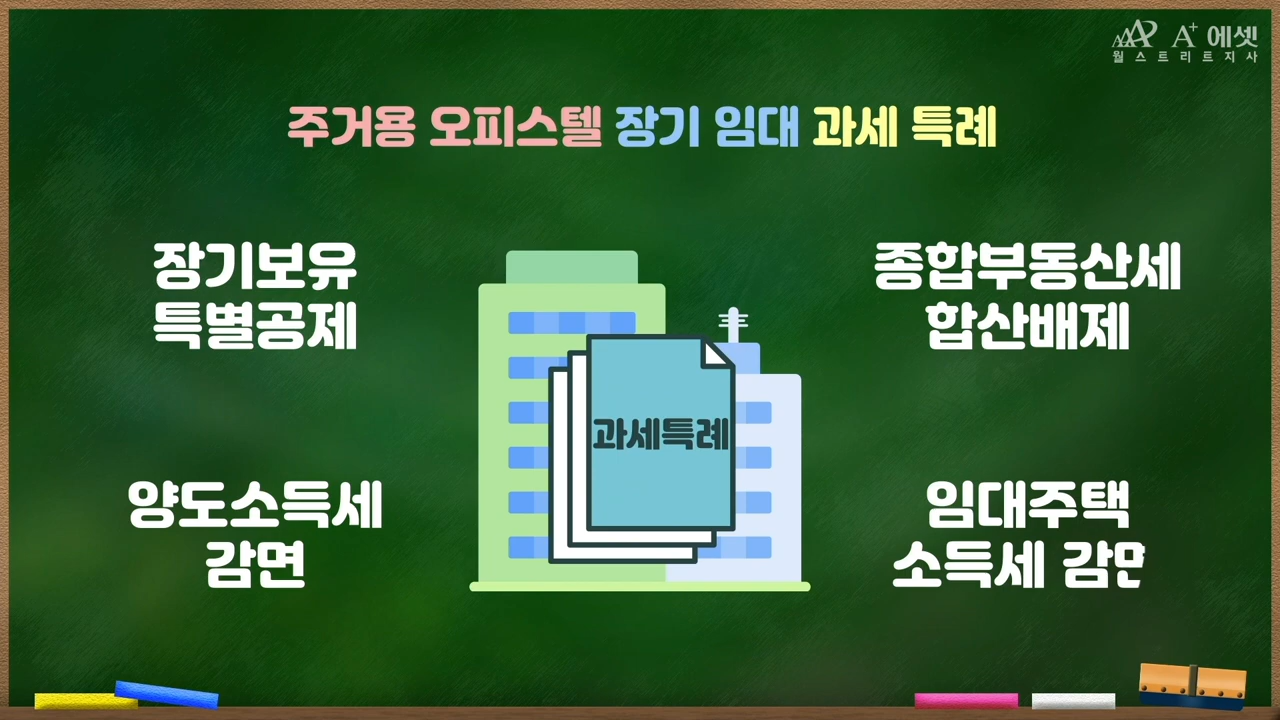 A+ 에셋
월스트리트지사
주거용 오피스텔 장기 임대 과세 특례
장기보유
특별공제
종합부동산세
합산배제
과세특례
양도소득세
감면
임대주택
소득세